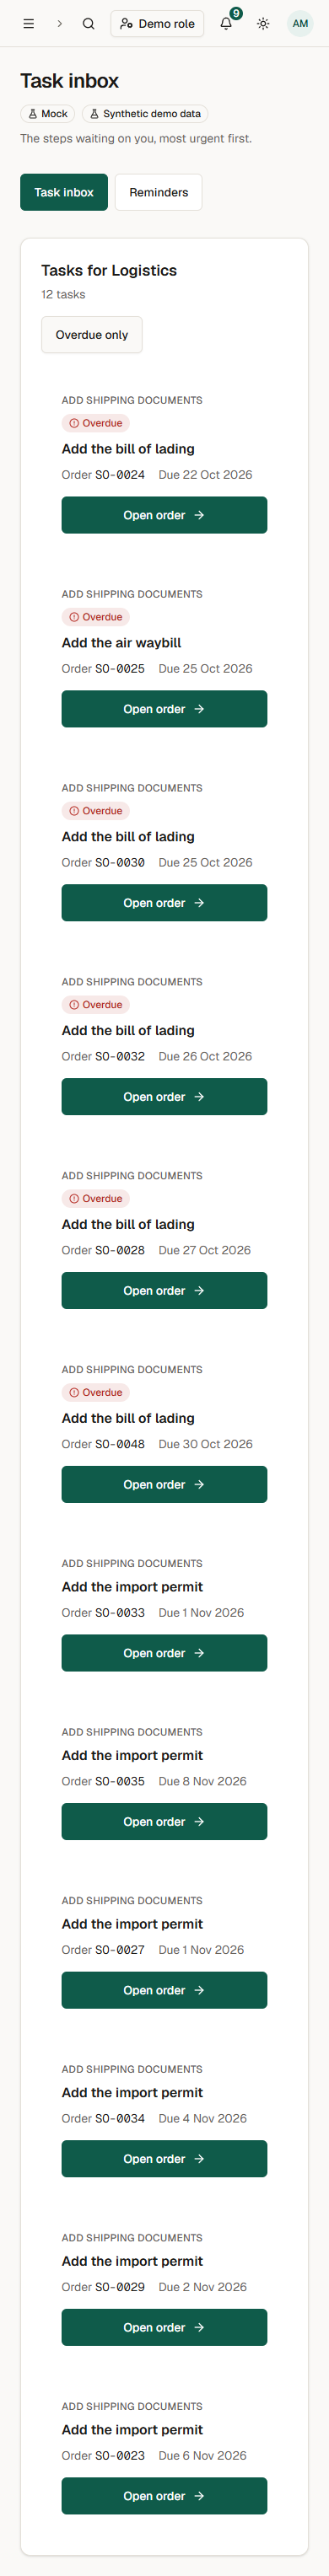 Demo role
9
AM
Task inbox
Mock
Synthetic demo data
The steps waiting on you, most urgent first.
Task inbox
Reminders
Tasks for Logistics
12 tasks
Overdue only
ADD SHIPPING DOCUMENTS
Overdue
Add the bill of lading
Order SO-0024 Due 22 Oct 2026
Open order
ADD SHIPPING DOCUMENTS
Overdue
Add the air waybill
Order SO-0025 Due 25 Oct 2026
Open order
ADD SHIPPING DOCUMENTS
Overdue
Add the bill of lading
Order SO-0030 Due 25 Oct 2026
Open order
ADD SHIPPING DOCUMENTS
Overdue
Add the bill of lading
Order SO-0032 Due 26 Oct 2026
Open order
ADD SHIPPING DOCUMENTS
Overdue
Add the bill of lading
Order SO-0028 Due 27 Oct 2026
Open order
ADD SHIPPING DOCUMENTS
Overdue
Add the bill of lading
Order SO-0048 Due 30 Oct 2026
Open order
ADD SHIPPING DOCUMENTS
Add the import permit
Order SO-0033 Due 1 Nov 2026
Open order
ADD SHIPPING DOCUMENTS
Add the import permit
Order SO-0035 Due 8 Nov 2026
Open order
ADD SHIPPING DOCUMENTS
Add the import permit
Order SO-0027 Due 1 Nov 2026
Open order
ADD SHIPPING DOCUMENTS
Add the import permit
Order SO-0034 Due 4 Nov 2026
Open order
ADD SHIPPING DOCUMENTS
Add the import permit
Order SO-0029 Due 2 Nov 2026
Open order
ADD SHIPPING DOCUMENTS
Add the import permit
Order SO-0023 Due 6 Nov 2026
Open order